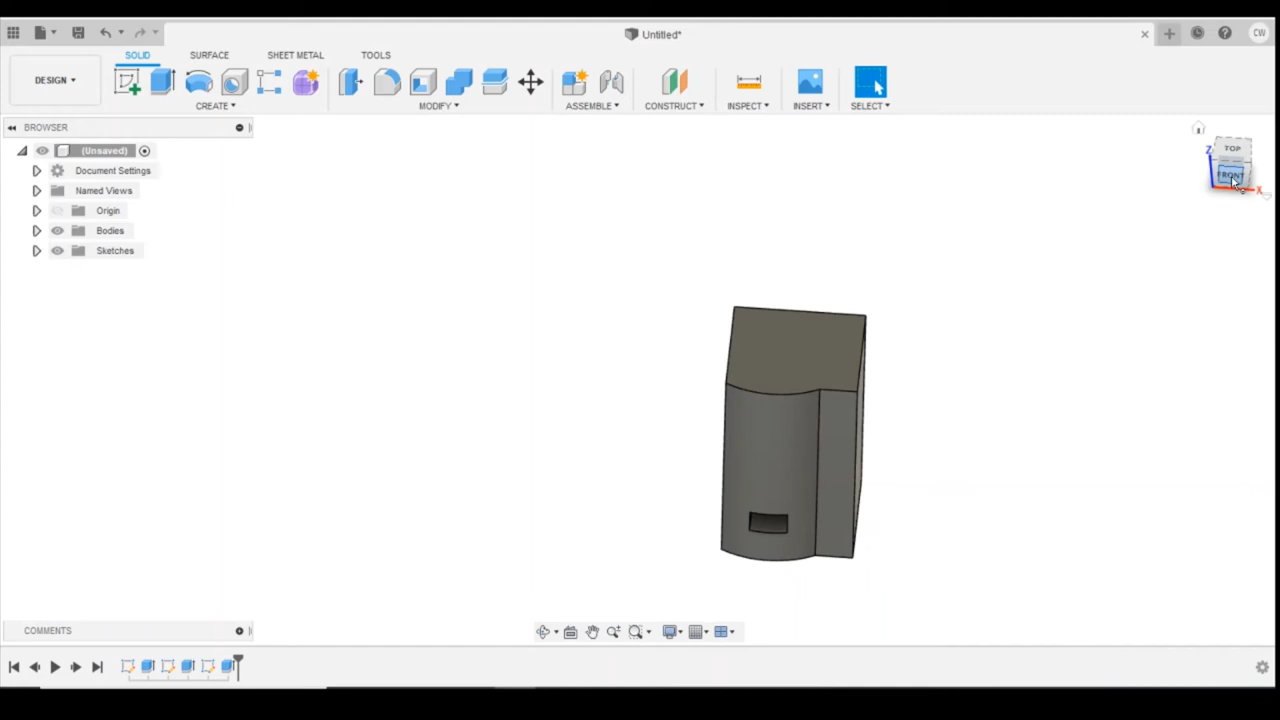 Untitled*
CW
SOLID
SURFACE
SHEET METAL
TOOLS
DESIGN
CREATE
MODIFY
ASSEMBLE
CONSTRUCT
INSPECT
INSERT
SELECT
BROWSER
(Unsaved)
Document Settings
Named Views
Origin
Bodies
Sketches
TOP
Z
FRONT
X
COMMENTS